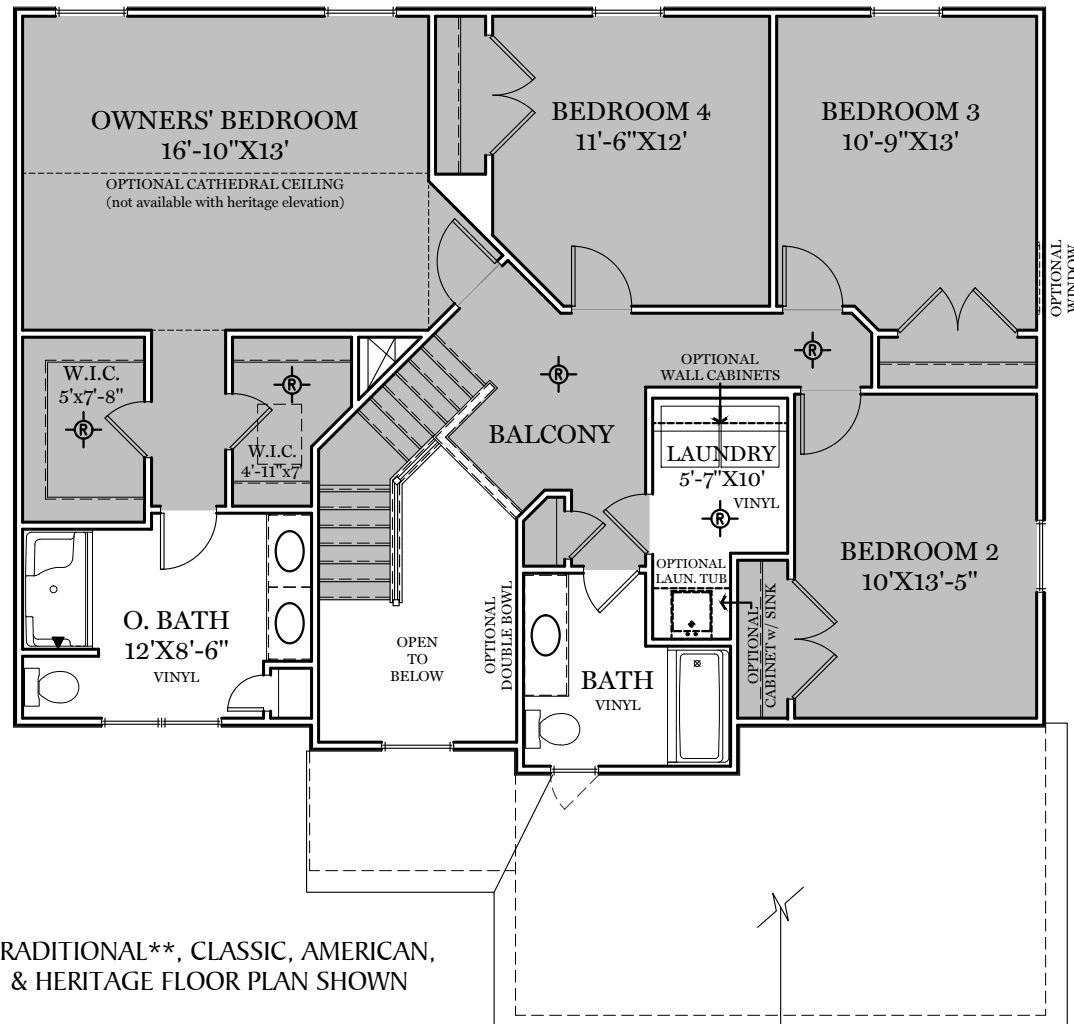 OWNERS' BEDROOM
16'-10"X13'
OPTIONAL CATHEDRAL CEILING
(not available with heritage elevation)
BEDROOM 4
11'-6"X12'
BEDROOM 3
10'-9"X13'
OPTIONAL
WINDOW
W.I.C.
5'x7'-8"
R
R
W.I.C.
4'-11"x7'
R
R
OPTIONAL
WALL CABINETS
BALCONY
LAUNDRY
5'-7"X10'
VINYL
R
OPTIONAL
LAUN. TUB
OPTIONAL
CABINET w/ SINK
BEDROOM 2
10'X13'-5"
O. BATH
12'X8'-6"
VINYL
OPEN
TO
BELOW
OPTIONAL
DOUBLE BOWL
BATH
VINYL
RADITIONAL**, CLASSIC, AMERICAN,
& HERITAGE FLOOR PLAN SHOWN